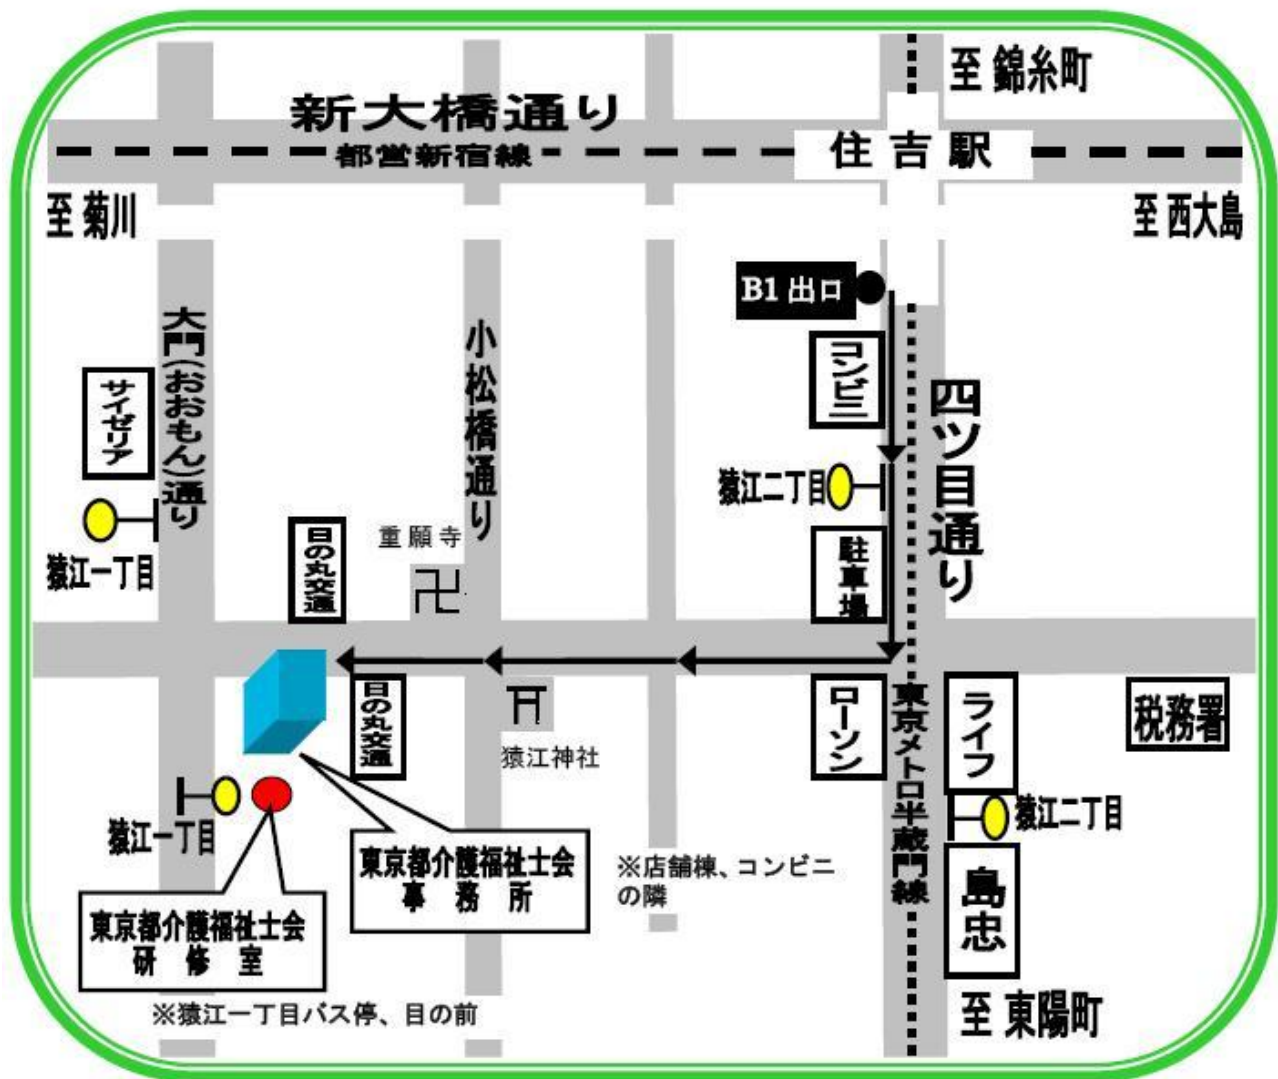 至 錦糸町
新大橋通り
都営新宿線
住吉駅
至 菊川
至 西大島
B1 出口
コンビニ
大門(おおもん)通り
小松橋通り
四ツ目通り
サイゼリア
猿江二丁目
猿江一丁目
日の丸交通
重願寺
卍
駐車場
日の丸交通
猿江神社
ローソン
東京メトロ半蔵門線
ライフ
税務署
猿江一丁目
猿江二丁目
東京都介護福祉士会
事 務 所
※店舗棟、コンビニ
の隣
島忠
東京都介護福祉士会
研 修 室
※猿江一丁目バス停、目の前
至 東陽町